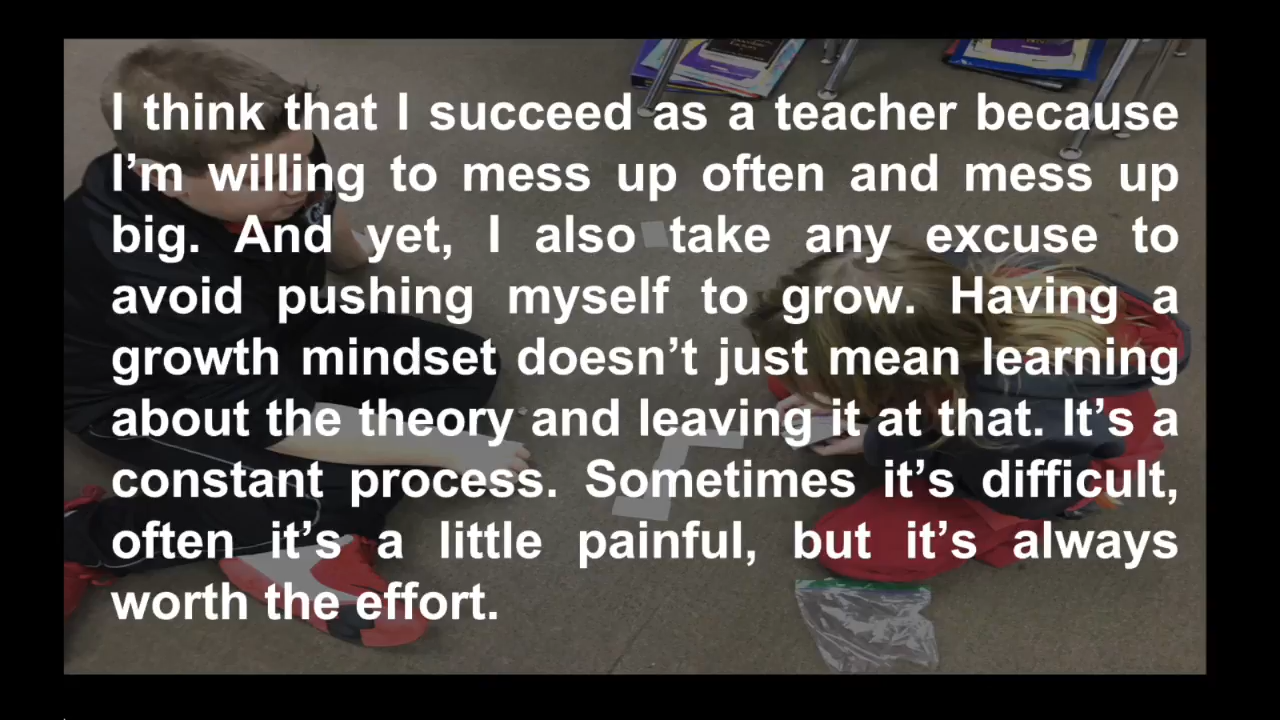 I think that I succeed as a teacher because
I’m willing to mess up often and mess up
big. And yet, I also take any excuse to
avoid pushing myself to grow. Having a
growth mindset doesn’t just mean learning
about the theory and leaving it at that. It’s a
constant process. Sometimes it’s difficult,
often it’s a little painful, but it’s always
worth the effort.